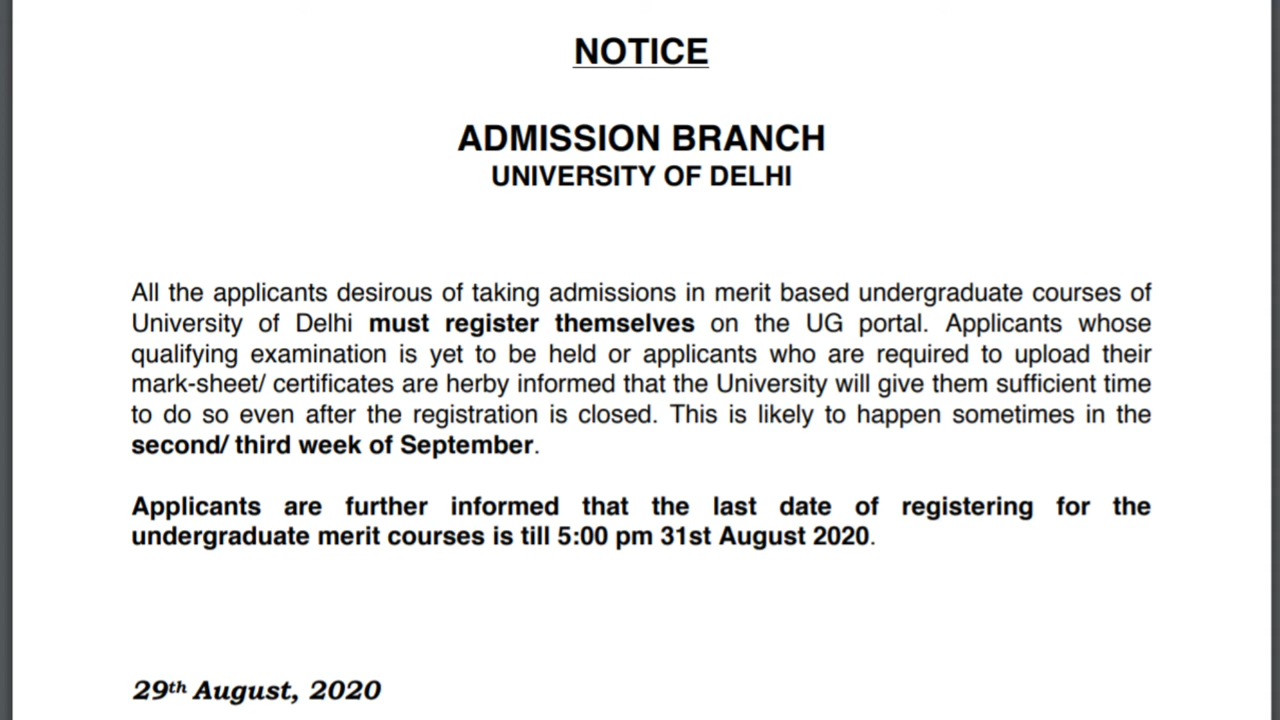 NOTICE
ADMISSION BRANCH
UNIVERSITY OF DELHI
All the applicants desirous of taking admissions in merit based undergraduate courses of
University of Delhi must register themselves on the UG portal. Applicants whose
qualifying examination is yet to be held or applicants who are required to upload their
mark-sheet/ certificates are herby informed that the University will give them sufficient time
to do so even after the registration is closed. This is likely to happen sometimes in the
second/ third week of September.
Applicants are further informed that the last date of registering for the
undergraduate merit courses is till 5:00 pm 31st August 2020.
29th August, 2020